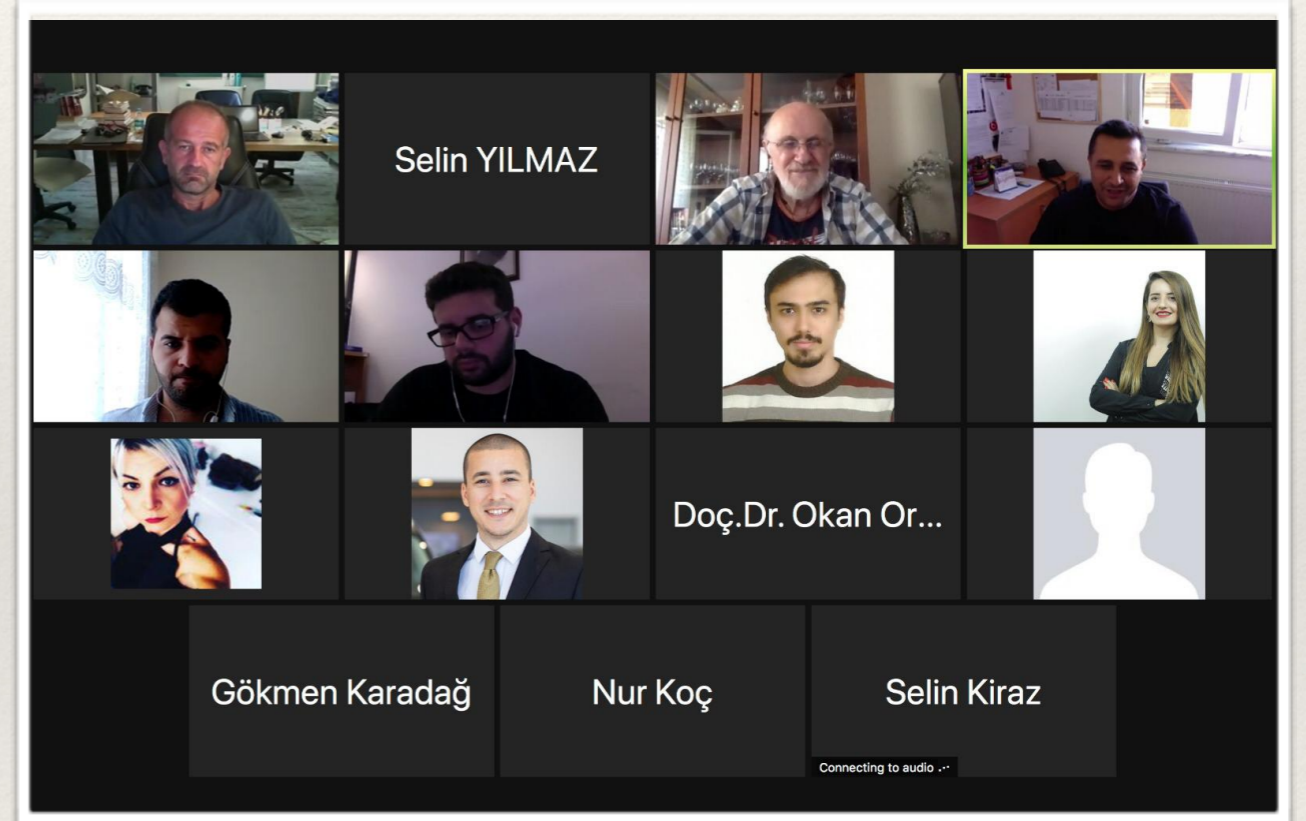 Selin YILMAZ
Doç.Dr. Okan Or...
Gökmen Karadağ
Nur Koç
Selin Kiraz
Connecting to audio ...